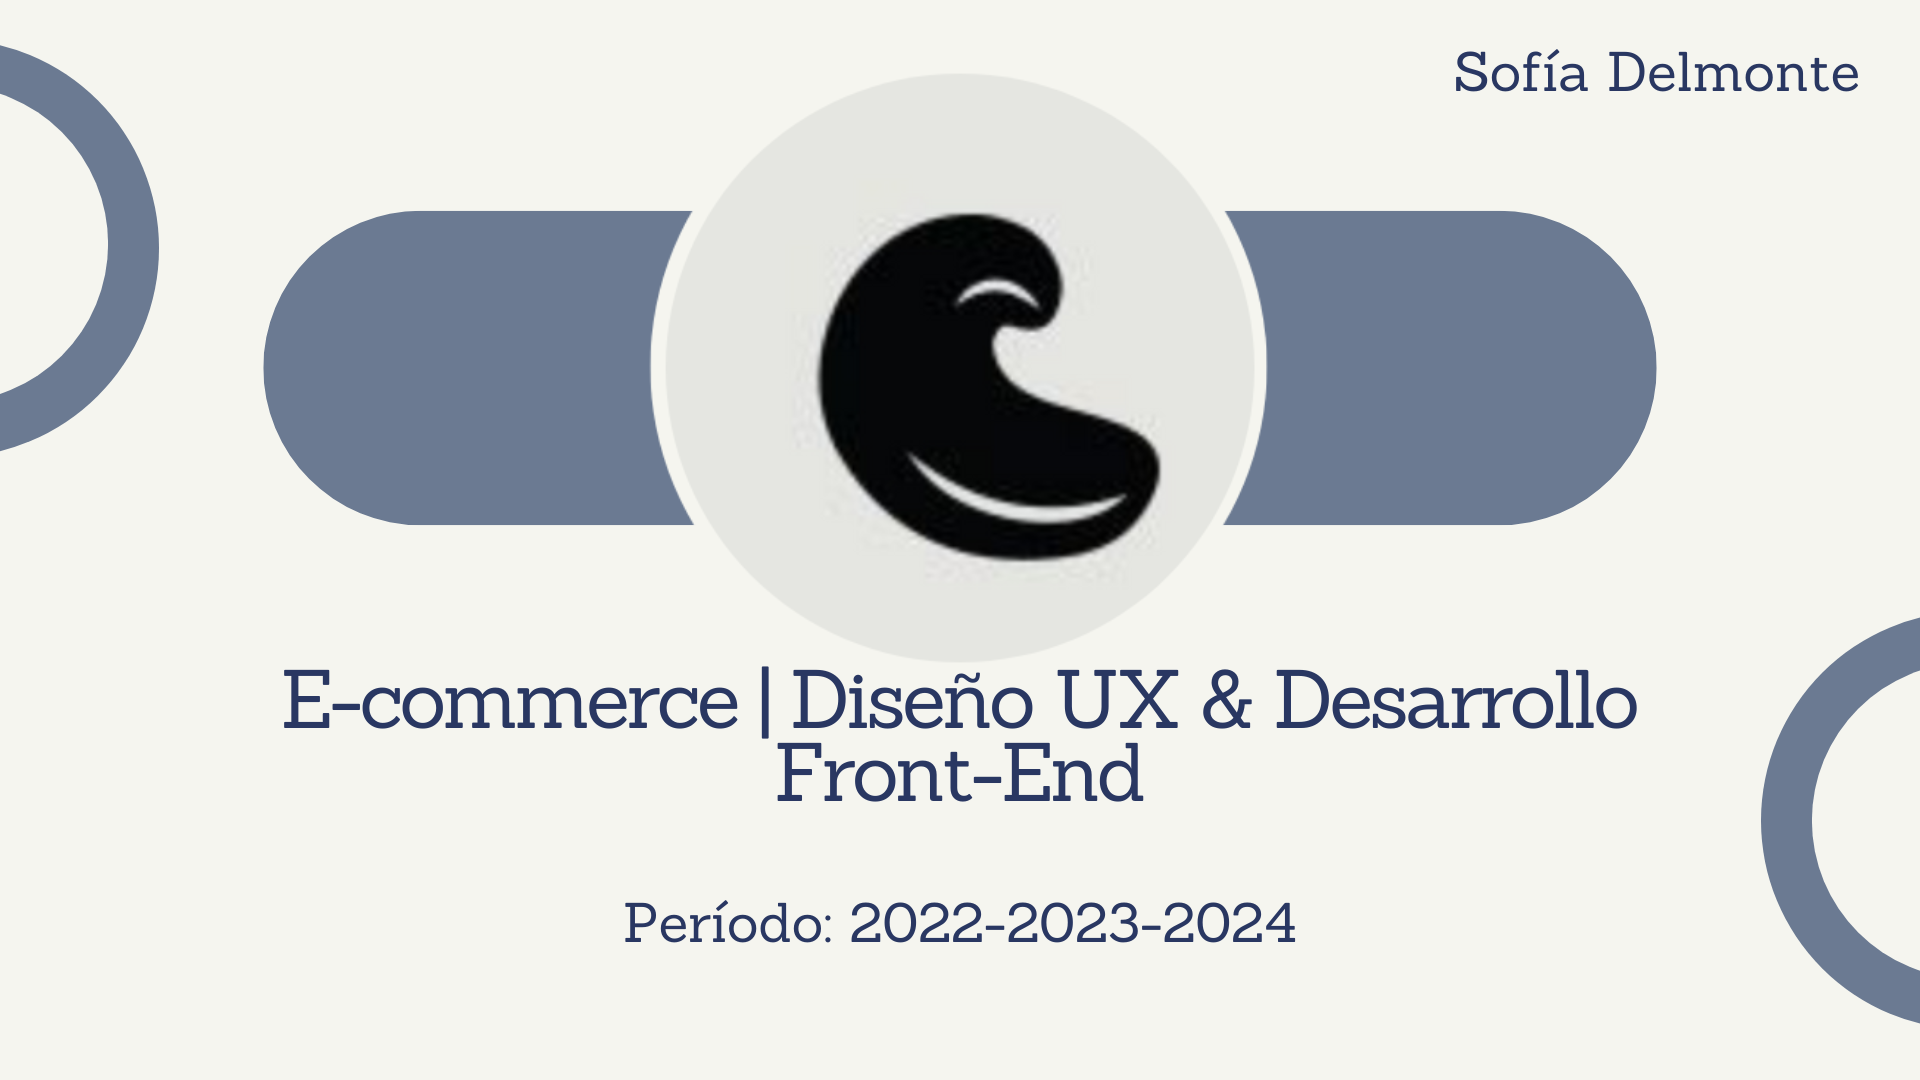 Sofía Delmonte
E-commerce | Diseño UX & Desarrollo
Front-End
Período: 2022-2023-2024